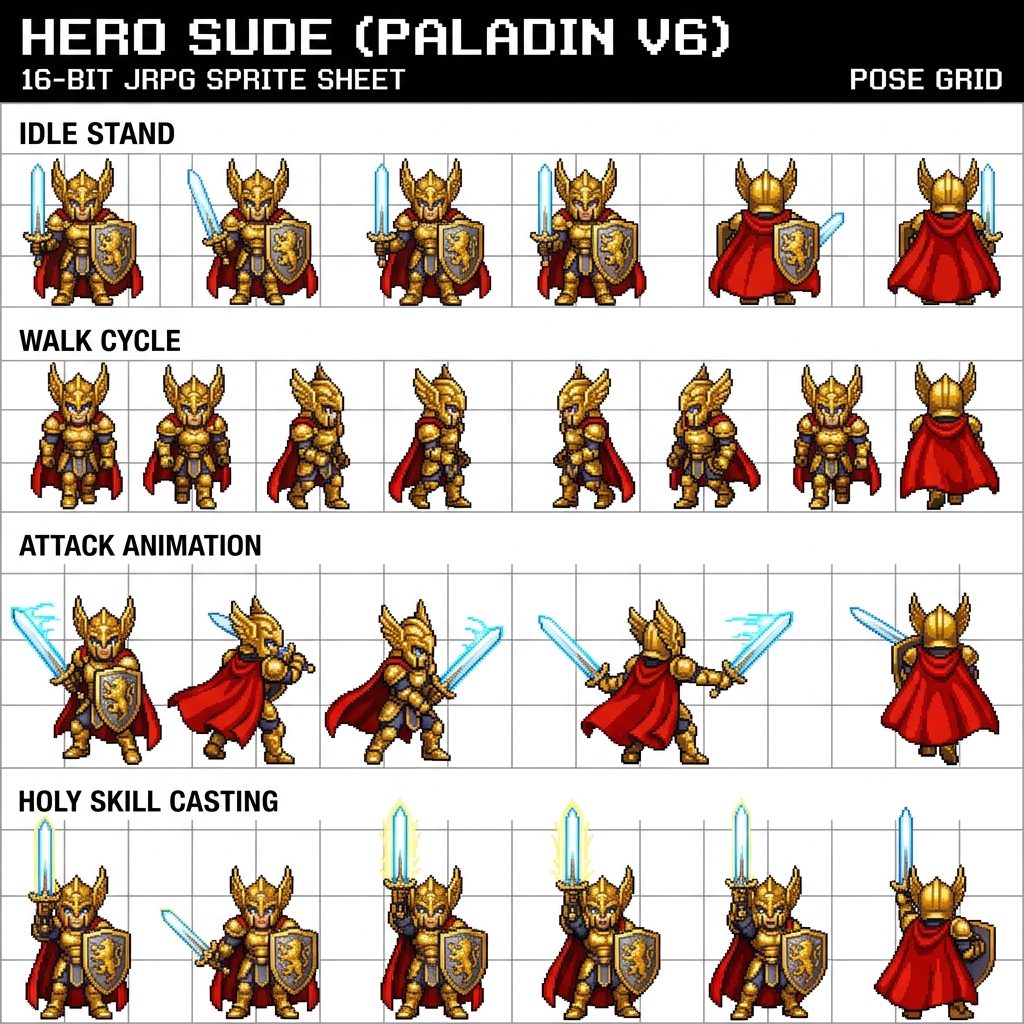 HERO SUDE (PALADIN V6)
16-BIT JRPG SPRITE SHEET
POSE GRID
IDLE STAND
WALK CYCLE
ATTACK ANIMATION
HOLY SKILL CASTING